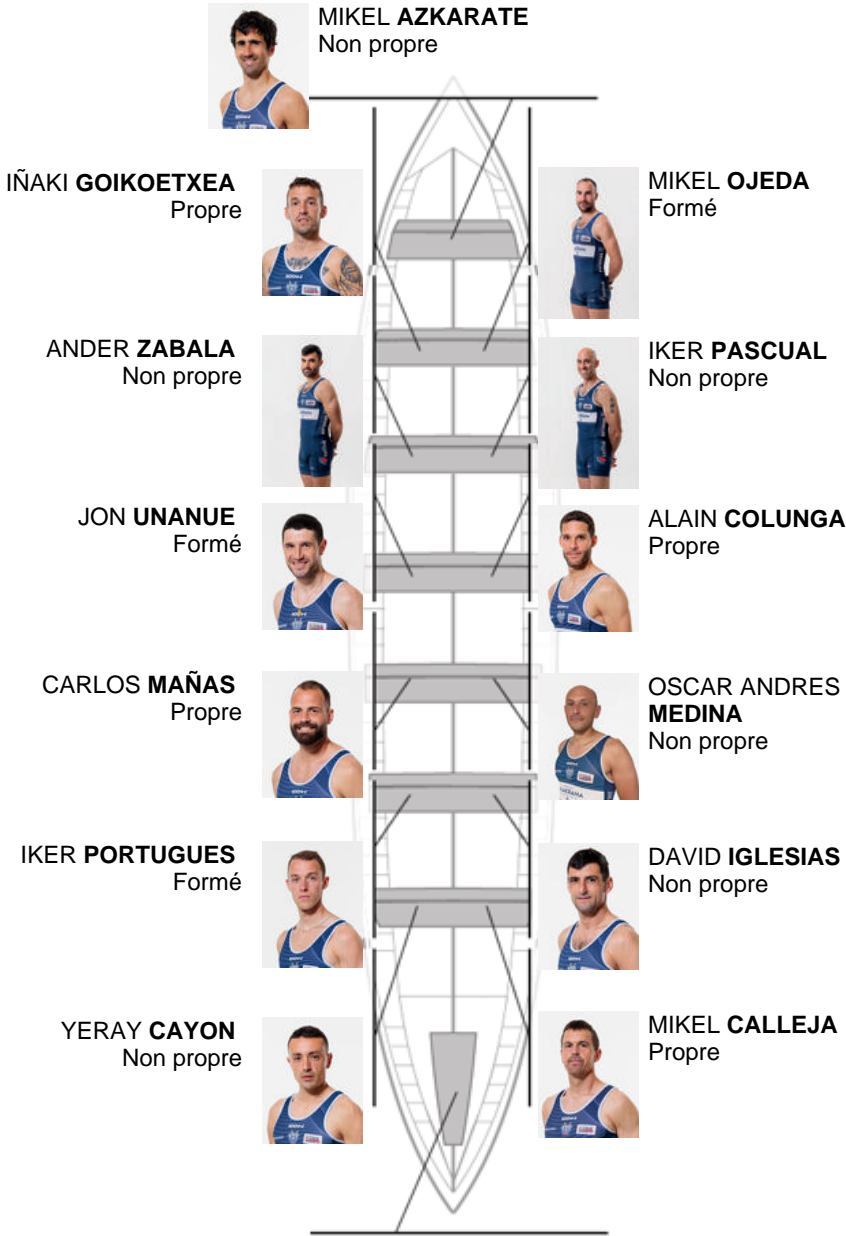 MIKEL AZKARATE
Non propre
IÑAKI GOIKOETXEA
Propre
MIKEL OJEDA
Formé
ANDER ZABALA
Non propre
IKER PASCUAL
Non propre
JON UNANUE
Formé
ALAIN COLUNGA
Propre
CARLOS MAÑAS
Propre
OSCAR ANDRES
MEDINA
Non propre
IKER PORTUGUES
Formé
DAVID IGLESIAS
Non propre
YERAY CAYON
Non propre
MIKEL CALLEJA
Propre